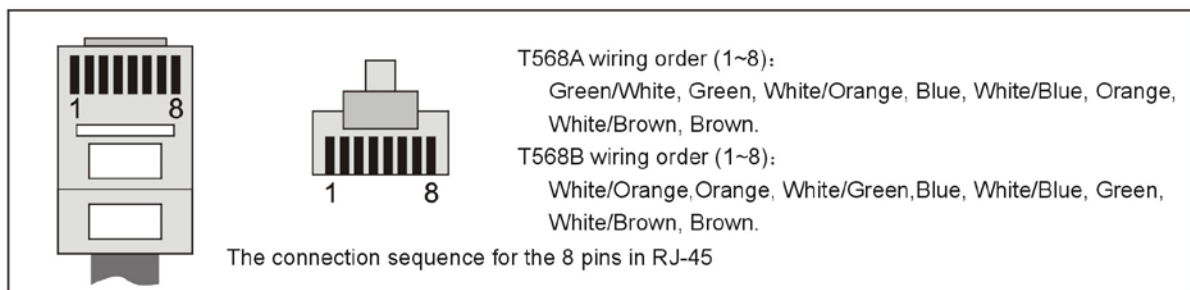 1 8
1 8
T568A wiring order (1~8):
Green/White, Green, White/Orange, Blue, White/Blue, Orange,
White/Brown, Brown.
T568B wiring order (1~8):
White/Orange,Orange, White/Green,Blue, White/Blue, Green,
White/Brown, Brown.
The connection sequence for the 8 pins in RJ-45